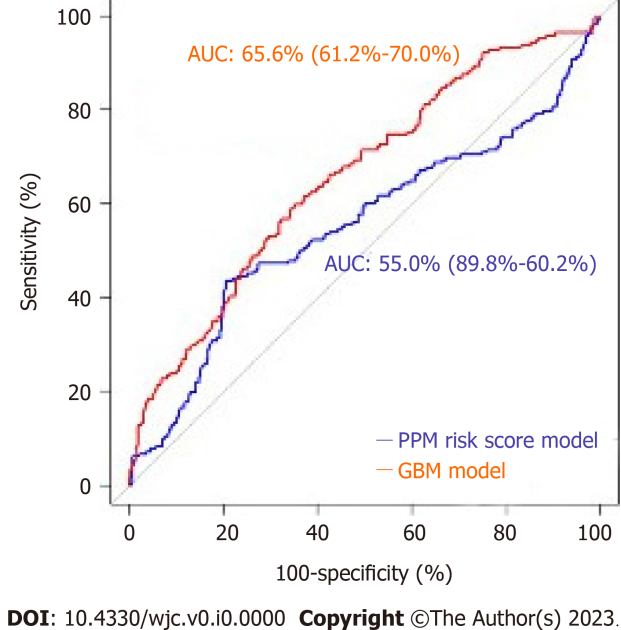 100
80
60
40
20
0
Sensitivity (%)
AUC: 65.6% (61.2%-70.0%)
AUC: 55.0% (89.8%-60.2%)
PPM risk score model
GBM model
0 20 40 60 80 100
100-specificity (%)
DOI: 10.4330/wjc.v0.i0.0000 Copyright ©The Author(s) 2023.